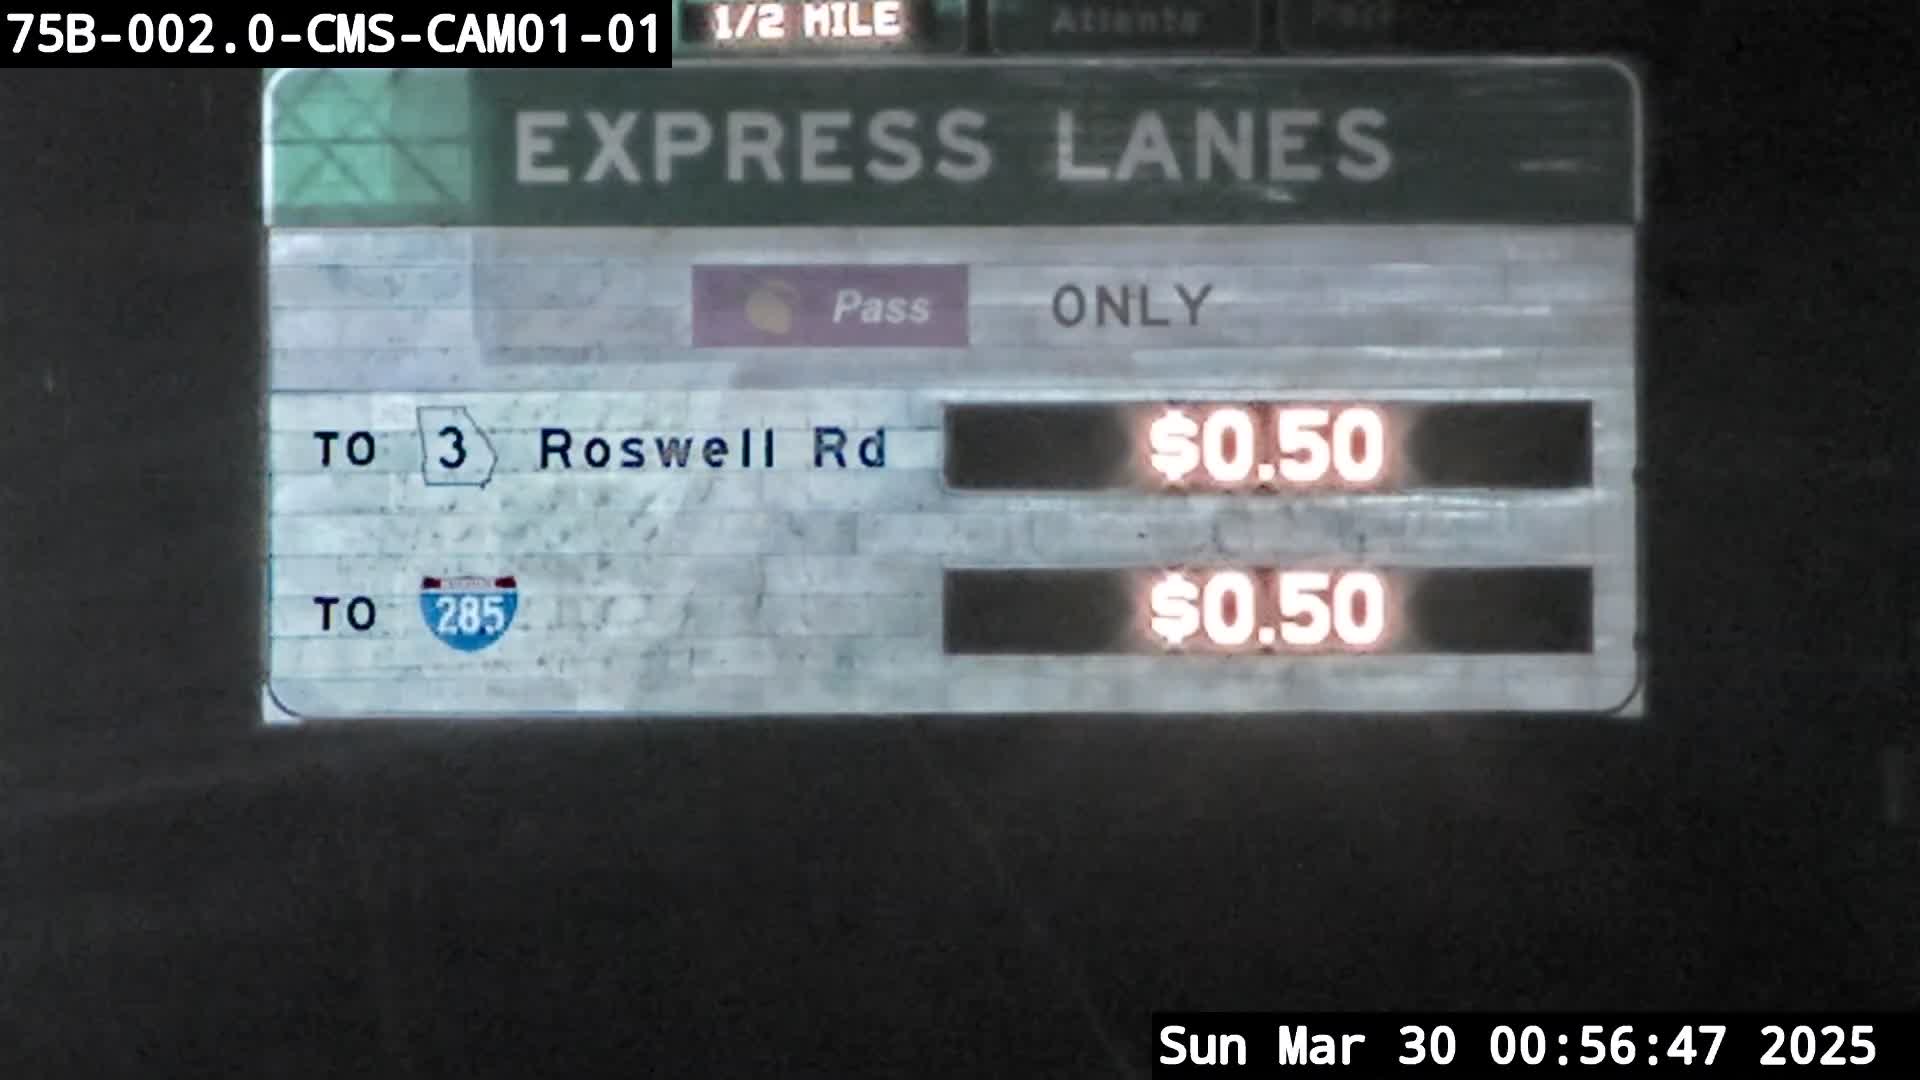 75B-002.0-CMS-CAM01-01
1/2 MILE
Atlanta
EXPRESS LANES
Pass ONLY
TO 3 Roswell Rd $0.50
TO 285 $0.50
Sun Mar 30 00:56:47 2025